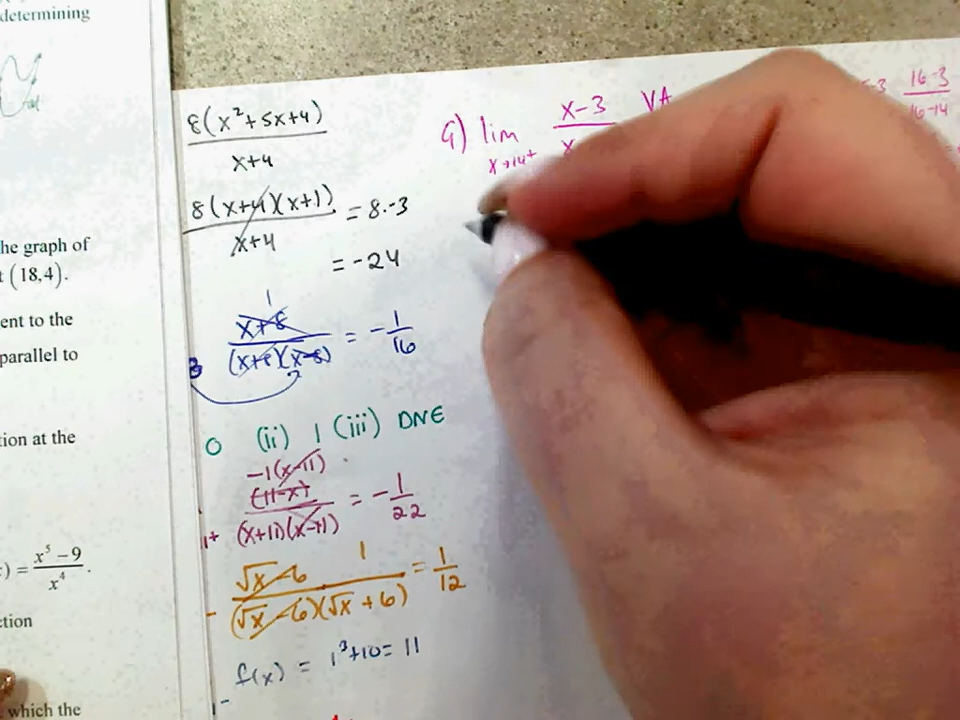 determining
he graph of
(18,4).
ent to the
parallel to
tion at the
) = x⁵ - 9 / x⁴ .
ction
which the
8(x²+5x+4) / x+4
8(x+4)(x+1) / x+4 = 8·-3
= -24
1
x+8 / (x+8)(x-8) = -1/16
0 (ii) 1 (iii) DNE
-1(x-11)
(11-x) / (x+11)(x-11) = -1/22
√x-6 1 / (√x-6)(√x+6) = 1/12
f(x) = 1³+10 = 11
9) lim x→14⁺ x-3 / x VA
16-3 / 16-14